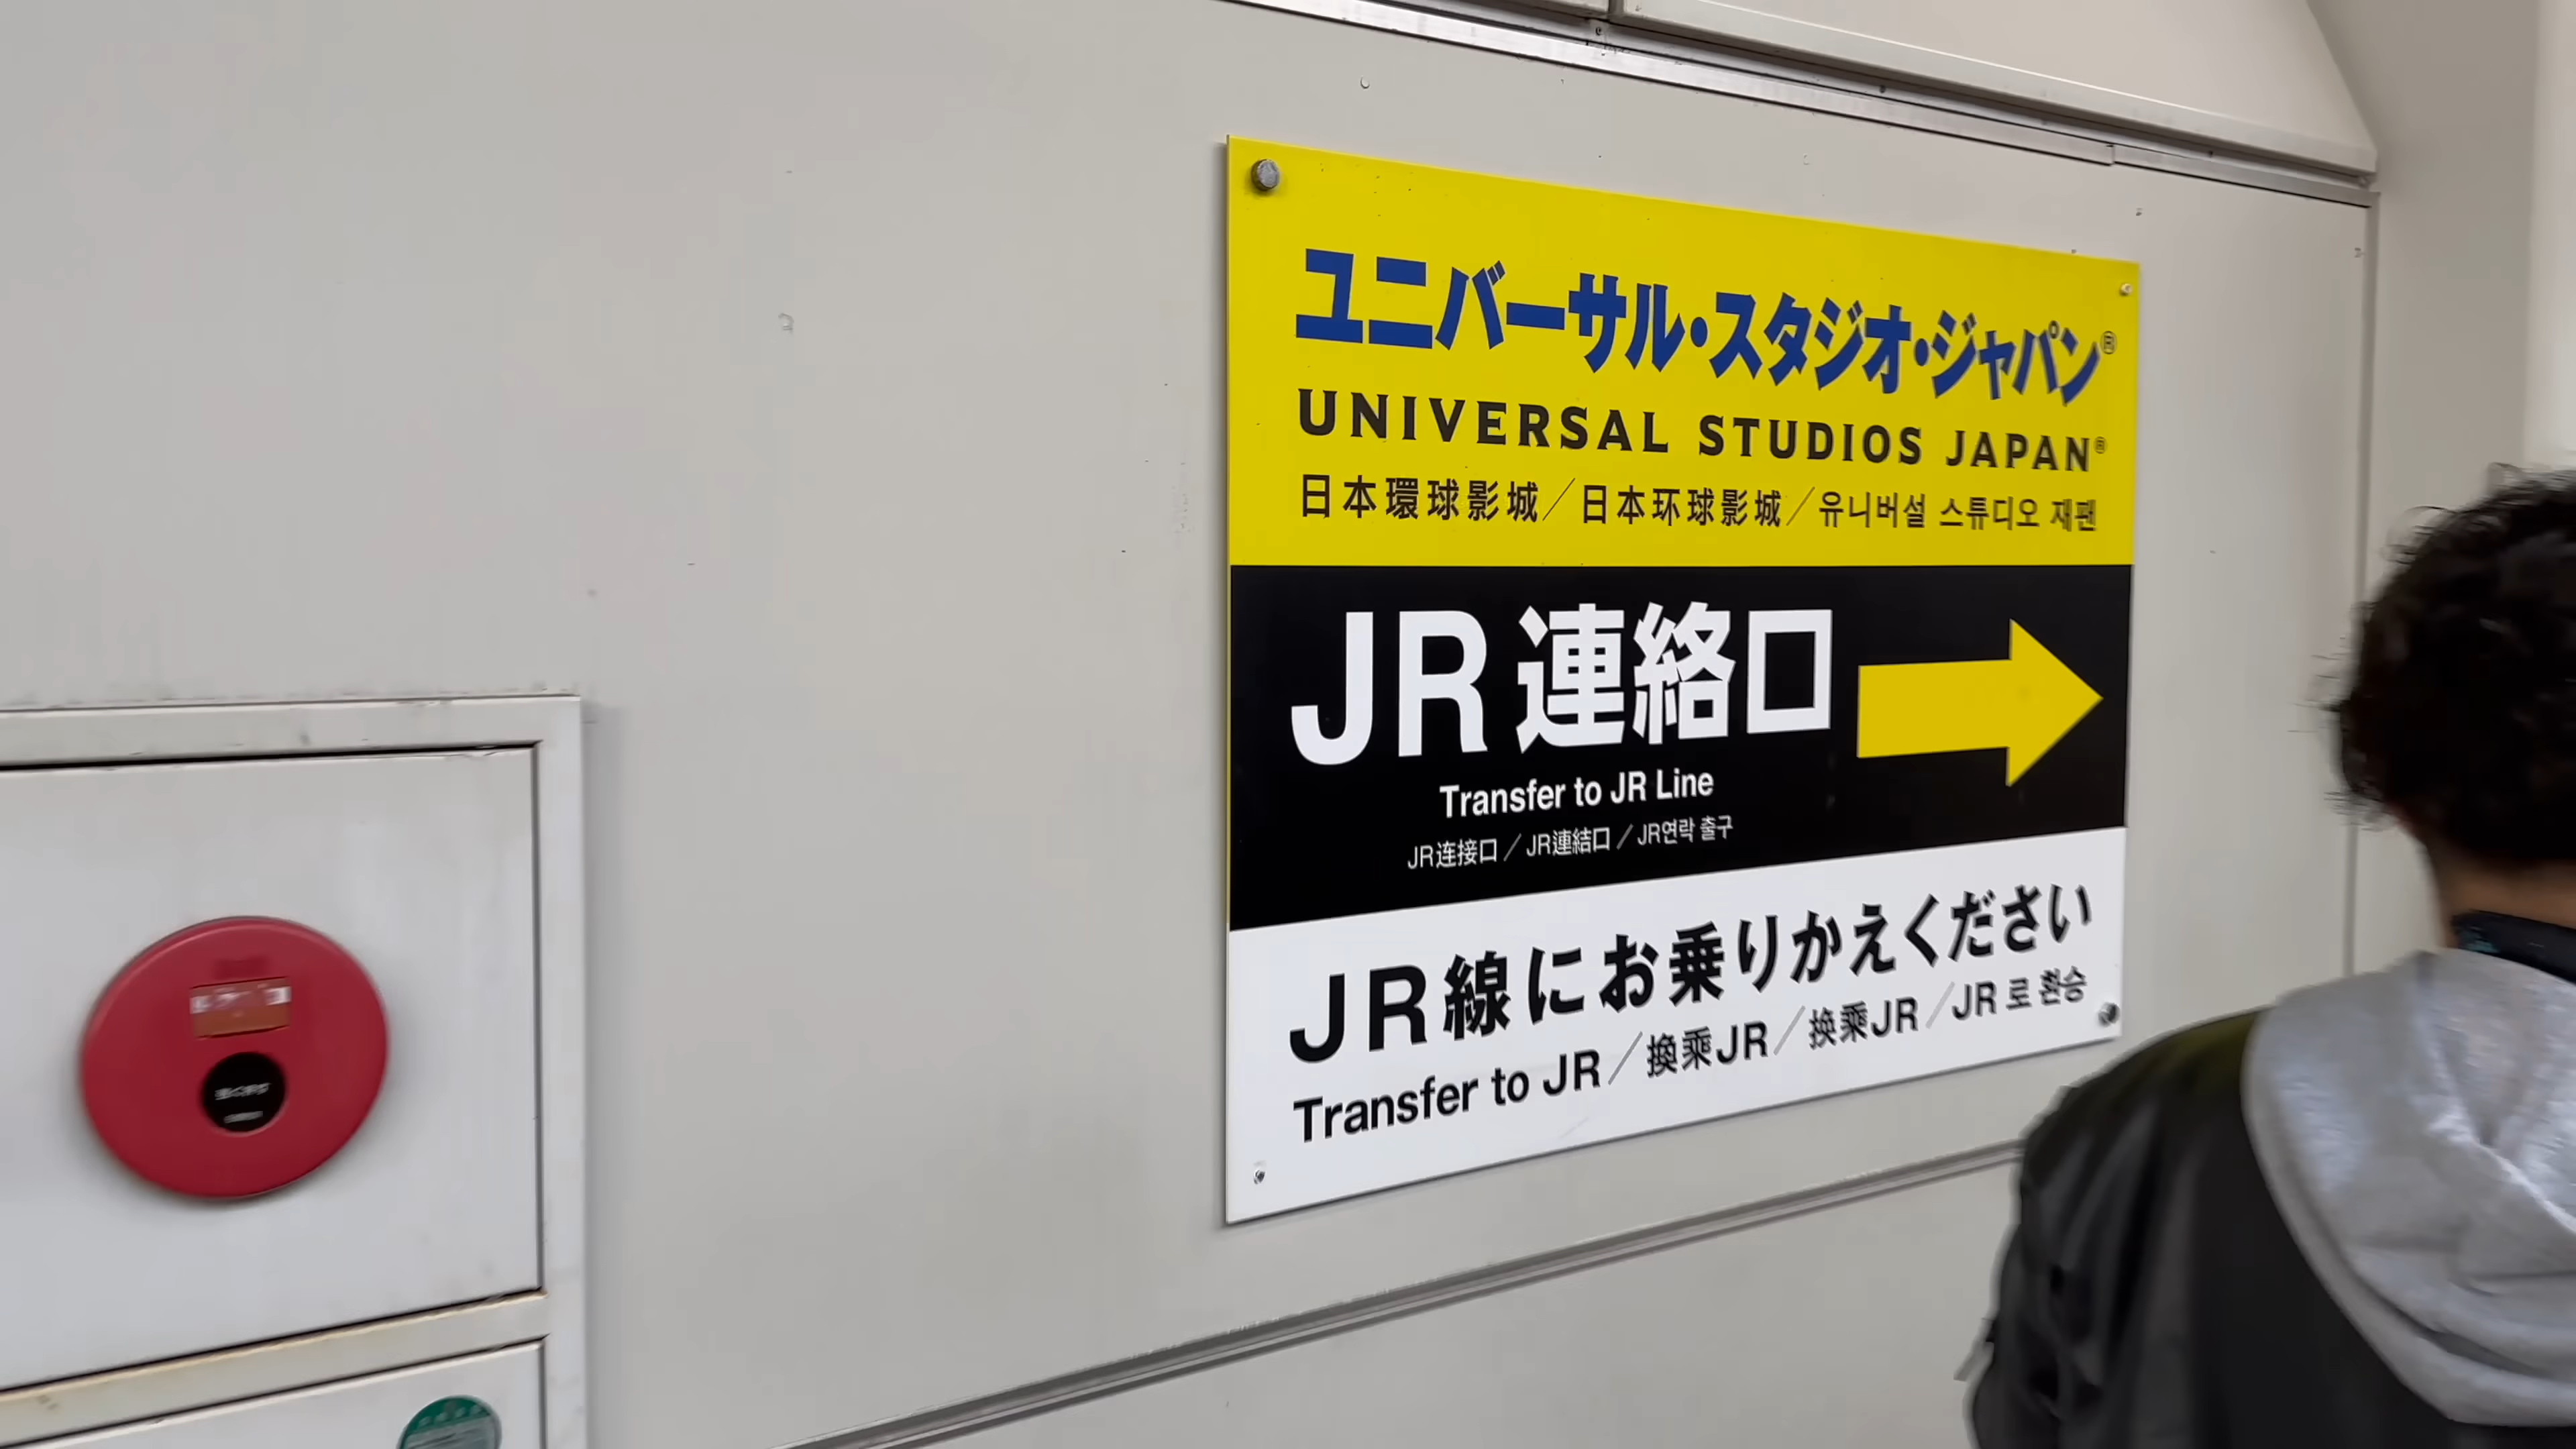 ユニバーサル・スタジオ・ジャパン®
UNIVERSAL STUDIOS JAPAN®
日本環球影城／日本环球影城／유니버설 스튜디오 재팬
JR連絡口
Transfer to JR Line
JR连接口／JR連結口／JR연락 출구
JR線にお乗りかえください
Transfer to JR／換乘JR／换乘JR／JR 로 환승